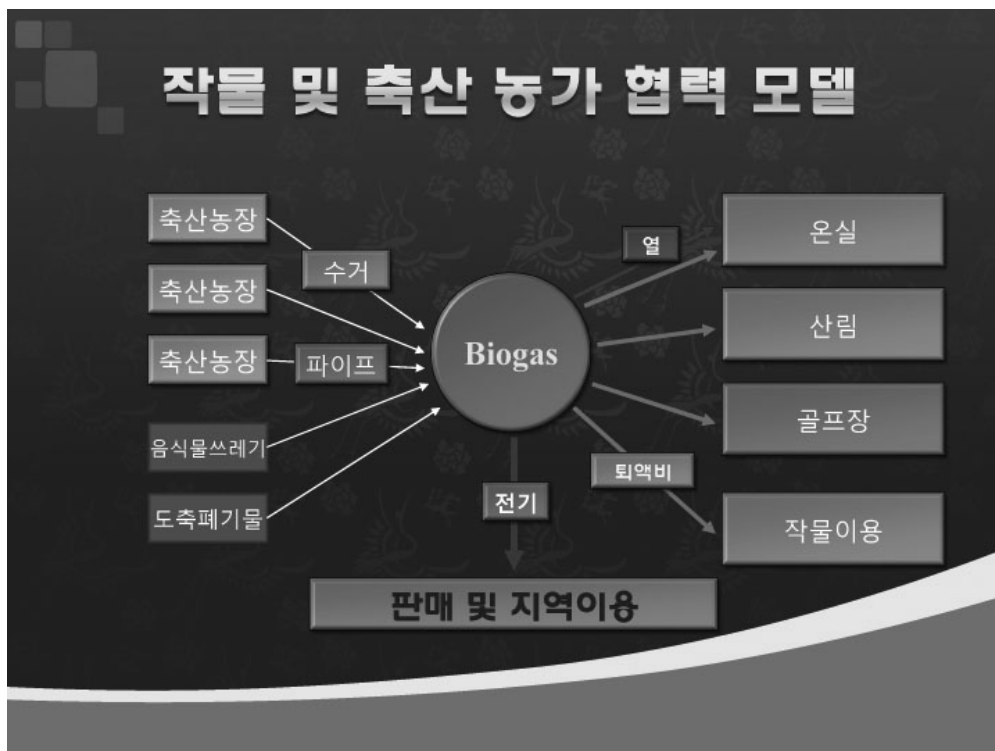 작물 및 축산 농가 협력 모델
축산농장
수거
축산농장
축산농장
파이프
음식물쓰레기
도축폐기물
Biogas
열
온실
산림
골프장
퇴액비
작물이용
전기
판매 및 지역이용